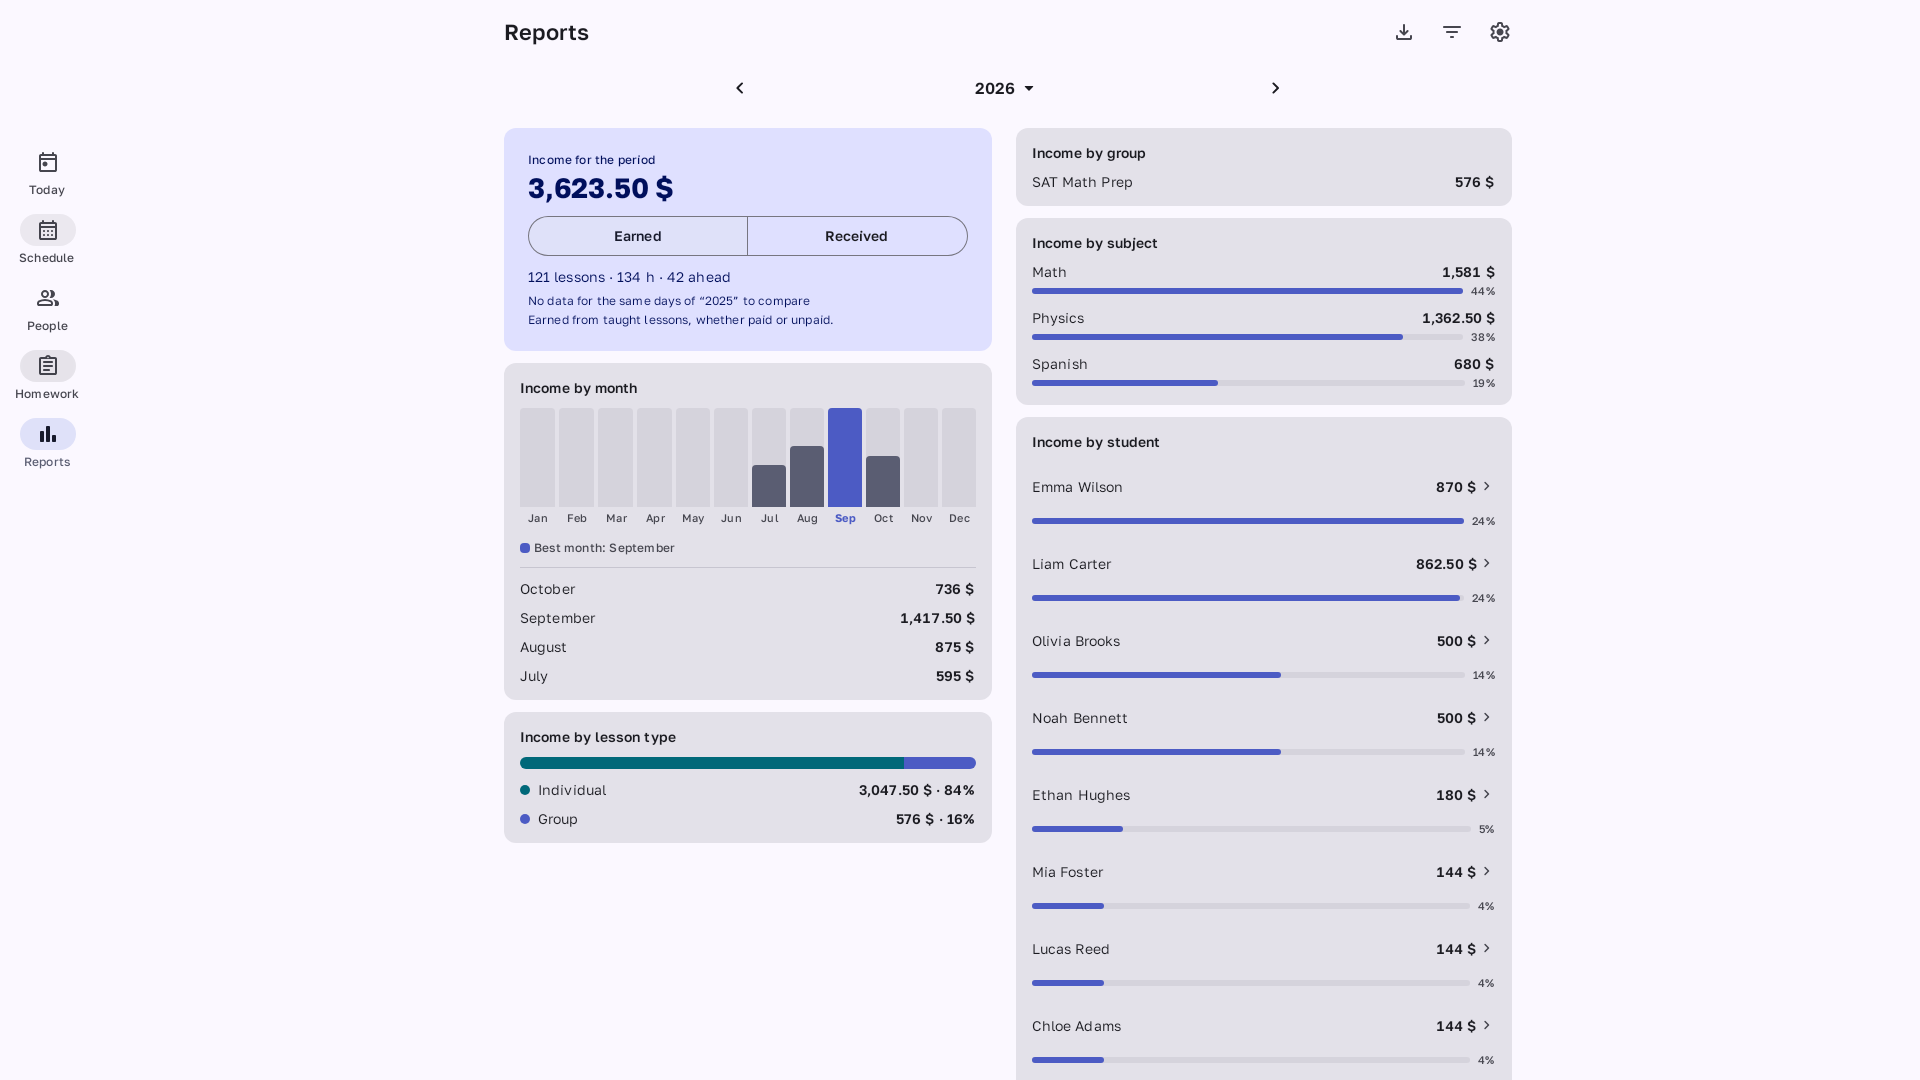 Reports
2026
Today
Schedule
People
Homework
Reports
Income for the period
3,623.50 $
Earned
Received
121 lessons · 134 h · 42 ahead
No data for the same days of “2025” to compare
Earned from taught lessons, whether paid or unpaid.
Income by month
Jan Feb Mar Apr May Jun Jul Aug Sep Oct Nov Dec
Best month: September
October 736 $
September 1,417.50 $
August 875 $
July 595 $
Income by lesson type
Individual 3,047.50 $ · 84%
Group 576 $ · 16%
Income by group
SAT Math Prep 576 $
Income by subject
Math 1,581 $
44%
Physics 1,362.50 $
38%
Spanish 680 $
19%
Income by student
Emma Wilson 870 $
24%
Liam Carter 862.50 $
24%
Olivia Brooks 500 $
14%
Noah Bennett 500 $
14%
Ethan Hughes 180 $
5%
Mia Foster 144 $
4%
Lucas Reed 144 $
4%
Chloe Adams 144 $
4%